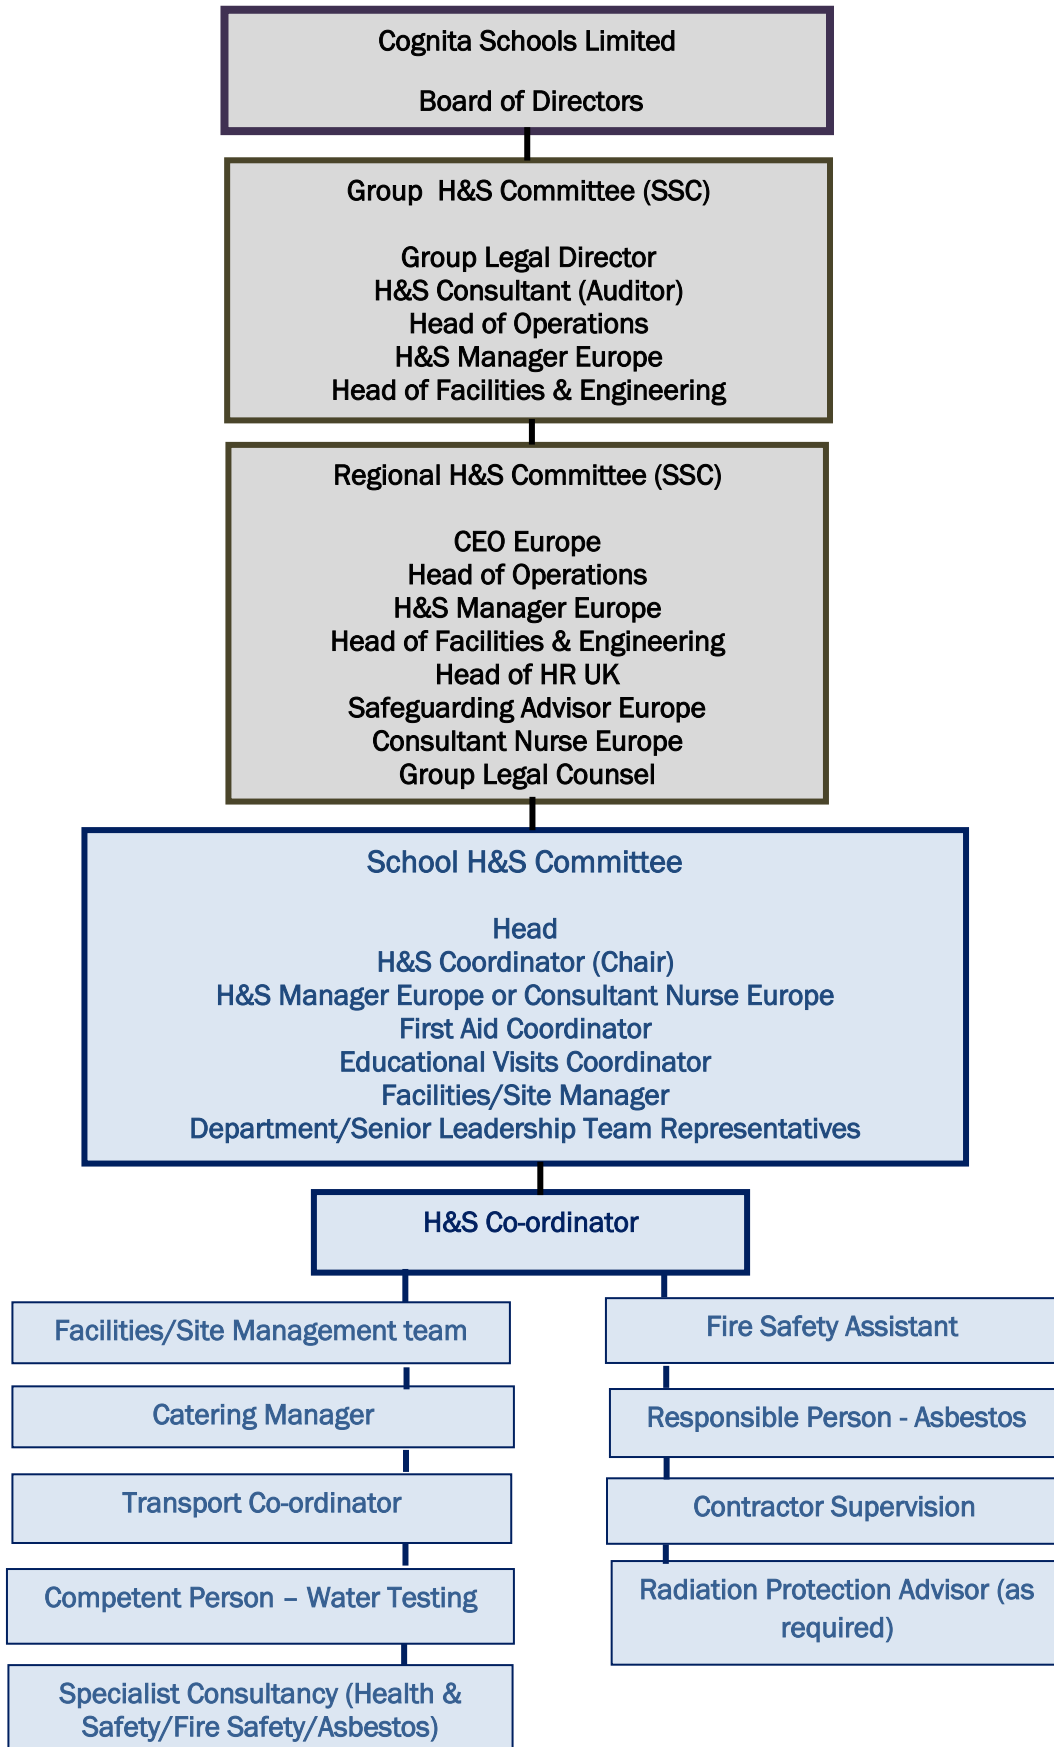 Cognita Schools Limited
Board of Directors
Group H&S Committee (SSC)
Group Legal Director
H&S Consultant (Auditor)
Head of Operations
H&S Manager Europe
Head of Facilities & Engineering
Regional H&S Committee (SSC)
CEO Europe
Head of Operations
H&S Manager Europe
Head of Facilities & Engineering
Head of HR UK
Safeguarding Advisor Europe
Consultant Nurse Europe
Group Legal Counsel
School H&S Committee
Head
H&S Coordinator (Chair)
H&S Manager Europe or Consultant Nurse Europe
First Aid Coordinator
Educational Visits Coordinator
Facilities/Site Manager
Department/Senior Leadership Team Representatives
H&S Co-ordinator
Facilities/Site Management team
Catering Manager
Transport Co-ordinator
Competent Person – Water Testing
Specialist Consultancy (Health &
Safety/Fire Safety/Asbestos)
Fire Safety Assistant
Responsible Person - Asbestos
Contractor Supervision
Radiation Protection Advisor (as
required)